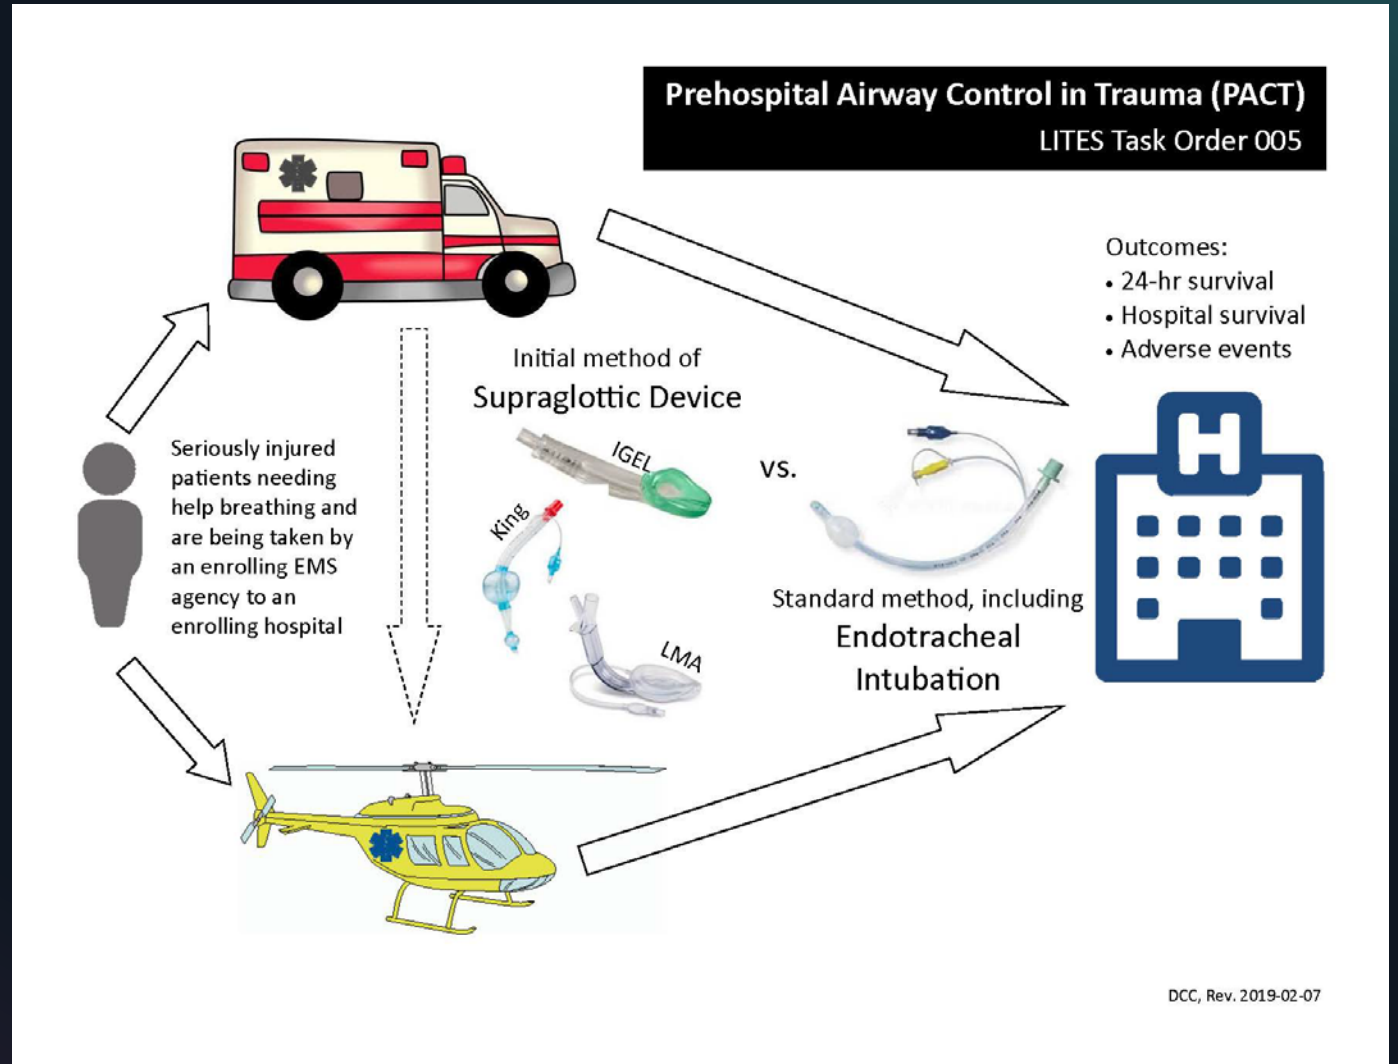 Prehospital Airway Control in Trauma (PACT)
LITES Task Order 005
Outcomes:
• 24-hr survival
• Hospital survival
• Adverse events
Initial method of
Supraglottic Device
IGEL
King
LMA
vs.
Standard method, including
Endotracheal
Intubation
Seriously injured
patients needing
help breathing and
are being taken by
an enrolling EMS
agency to an
enrolling hospital
H
DCC, Rev. 2019-02-07